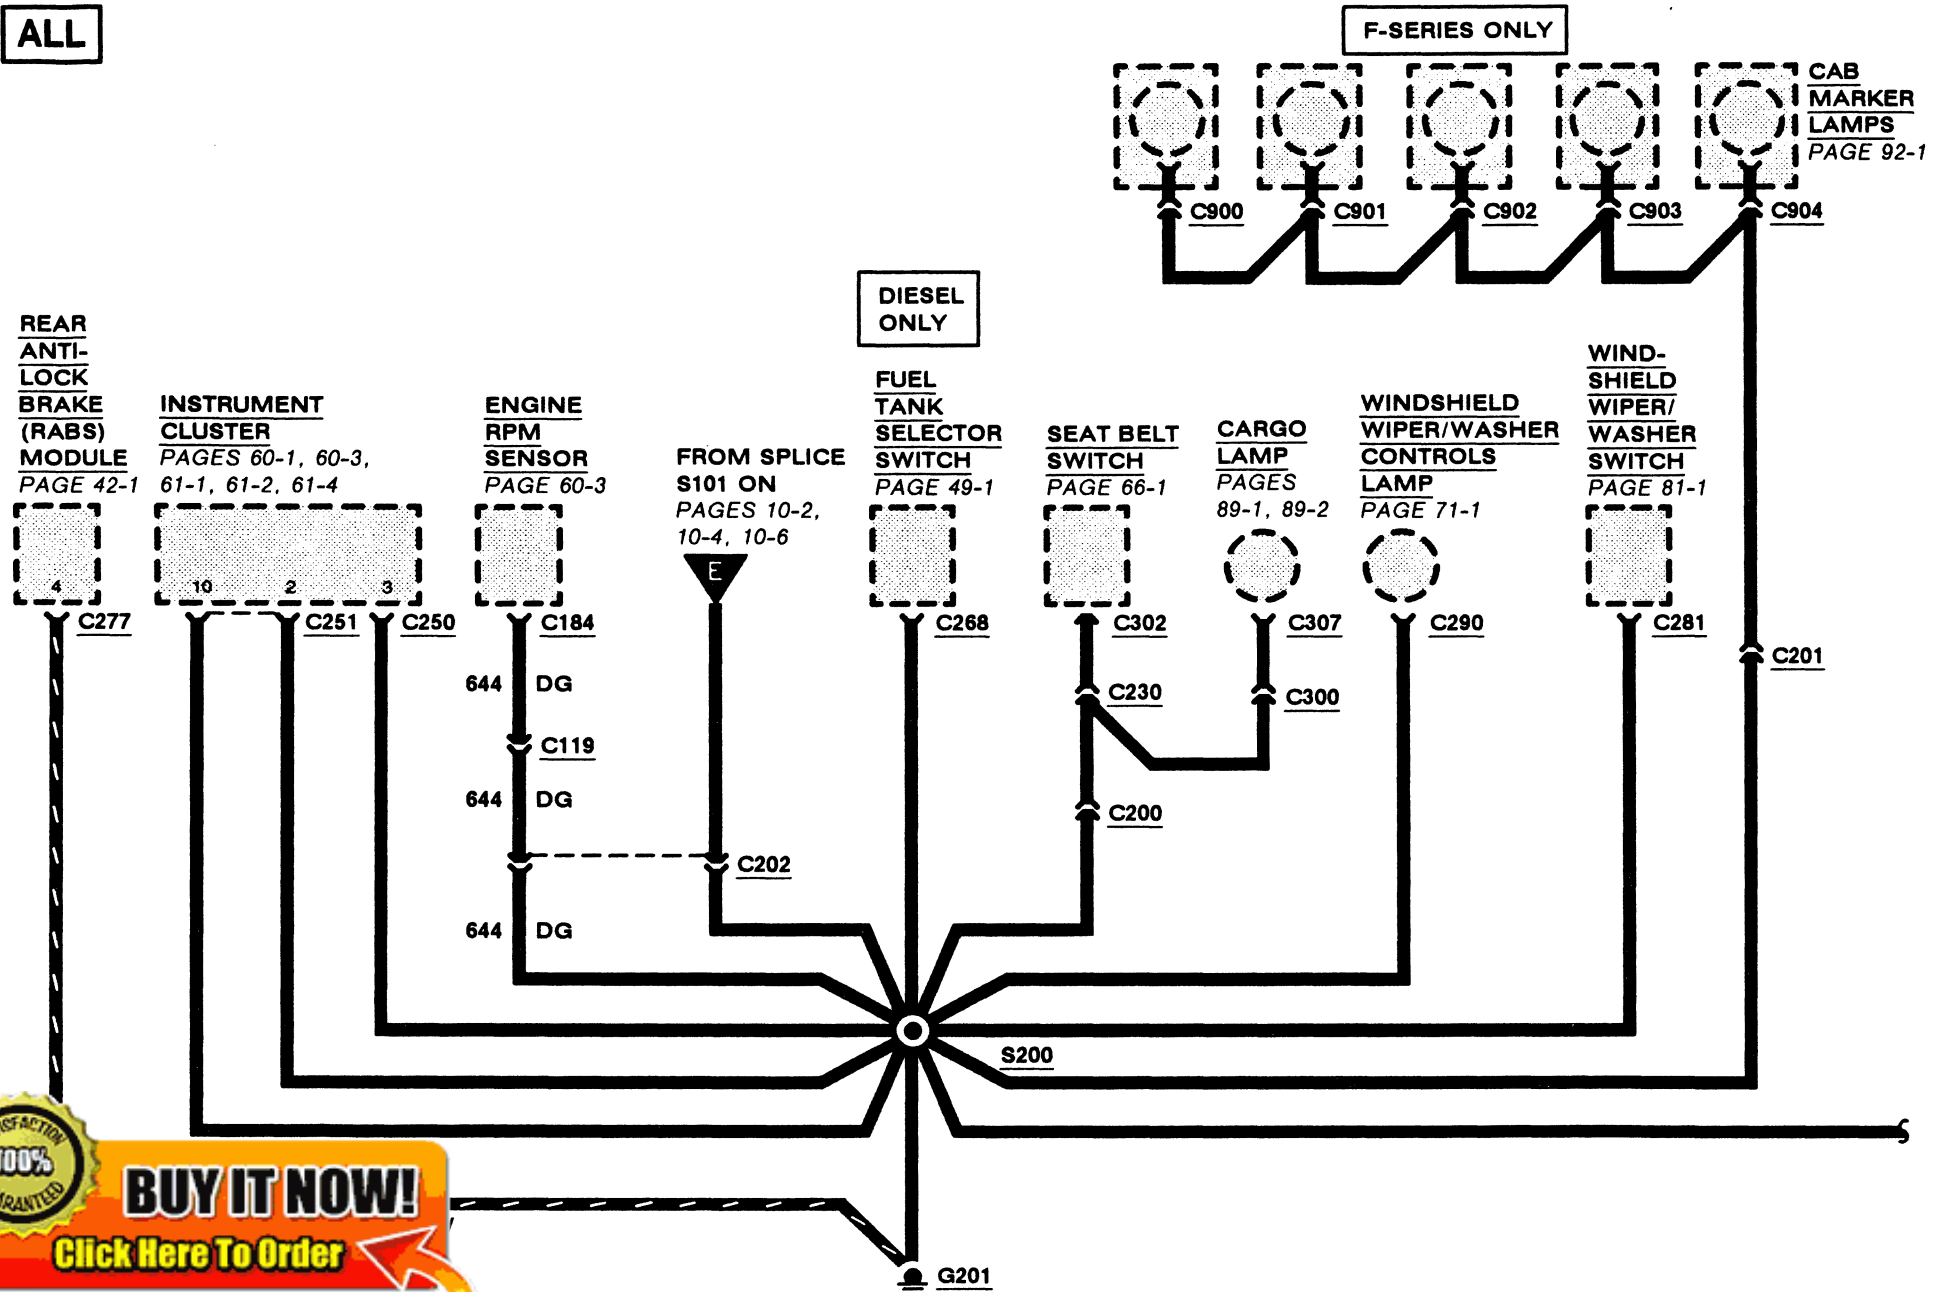 ALL
F-SERIES ONLY
CAB
MARKER
LAMPS
PAGE 92-1
C900
C901
C902
C903
C904
DIESEL
ONLY
REAR
ANTI-
LOCK
BRAKE
(RABS)
MODULE
PAGE 42-1
INSTRUMENT
CLUSTER
PAGES 60-1, 60-3,
61-1, 61-2, 61-4
ENGINE
RPM
SENSOR
PAGE 60-3
FROM SPLICE
S101 ON
PAGES 10-2,
10-4, 10-6
FUEL
TANK
SELECTOR
SWITCH
PAGE 49-1
SEAT BELT
SWITCH
PAGE 66-1
CARGO
LAMP
PAGES
89-1, 89-2
WINDSHIELD
WIPER/WASHER
CONTROLS
LAMP
PAGE 71-1
WIND-
SHIELD
WIPER/
WASHER
SWITCH
PAGE 81-1
E
4
10
2
3
C277
C251
C250
C184
C268
C302
C307
C290
C281
C201
644 DG
C230
C300
C119
644 DG
C200
C202
644 DG
S200
SFACTION
100%
RANTEED
BUY IT NOW!
Click Here To Order
G201